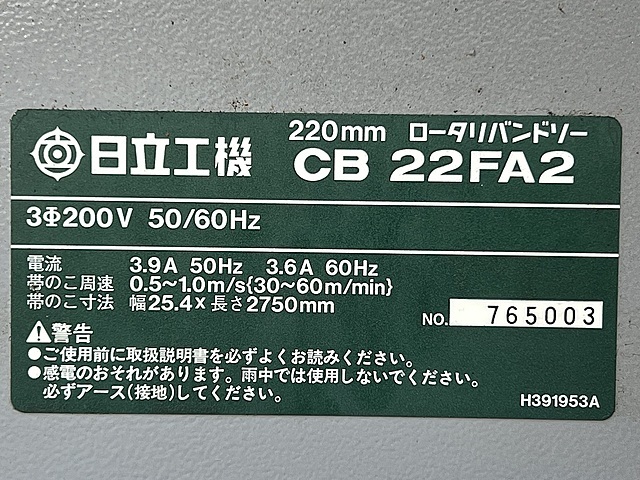 220mm ロータリバンドソー
日立工機 CB 22FA2
3Φ200V 50/60Hz
電流 3.9A 50Hz 3.6A 60Hz
帯のこ周速 0.5~1.0m/s{30~60m/min}
帯のこ寸法 幅25.4×長さ2750mm
NO. 765003
警告
●ご使用前に取扱説明書を必ずよくお読みください。
●感電のおそれがあります。雨中では使用しないでください。
必ずアース(接地)してください。
H391953A